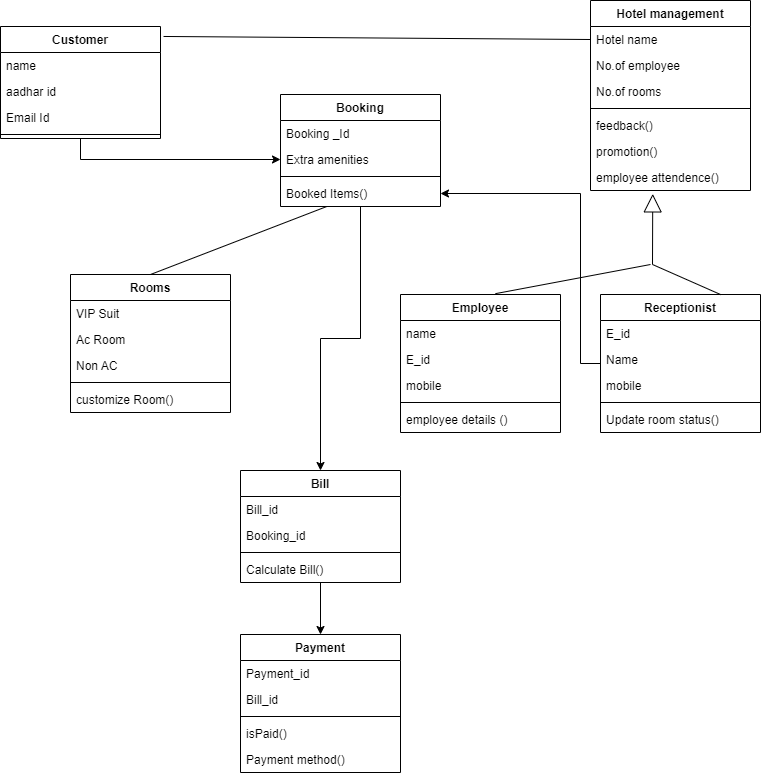 Hotel management
Hotel name
No.of employee
No.of rooms
feedback()
promotion()
employee attendence()
Customer
name
aadhar id
Email Id
Booking
Booking _Id
Extra amenities
Booked Items()
Rooms
VIP Suit
Ac Room
Non AC
customize Room()
Employee
name
E_id
mobile
employee details ()
Receptionist
E_id
Name
mobile
Update room status()
Bill
Bill_id
Booking_id
Calculate Bill()
Payment
Payment_id
Bill_id
isPaid()
Payment method()